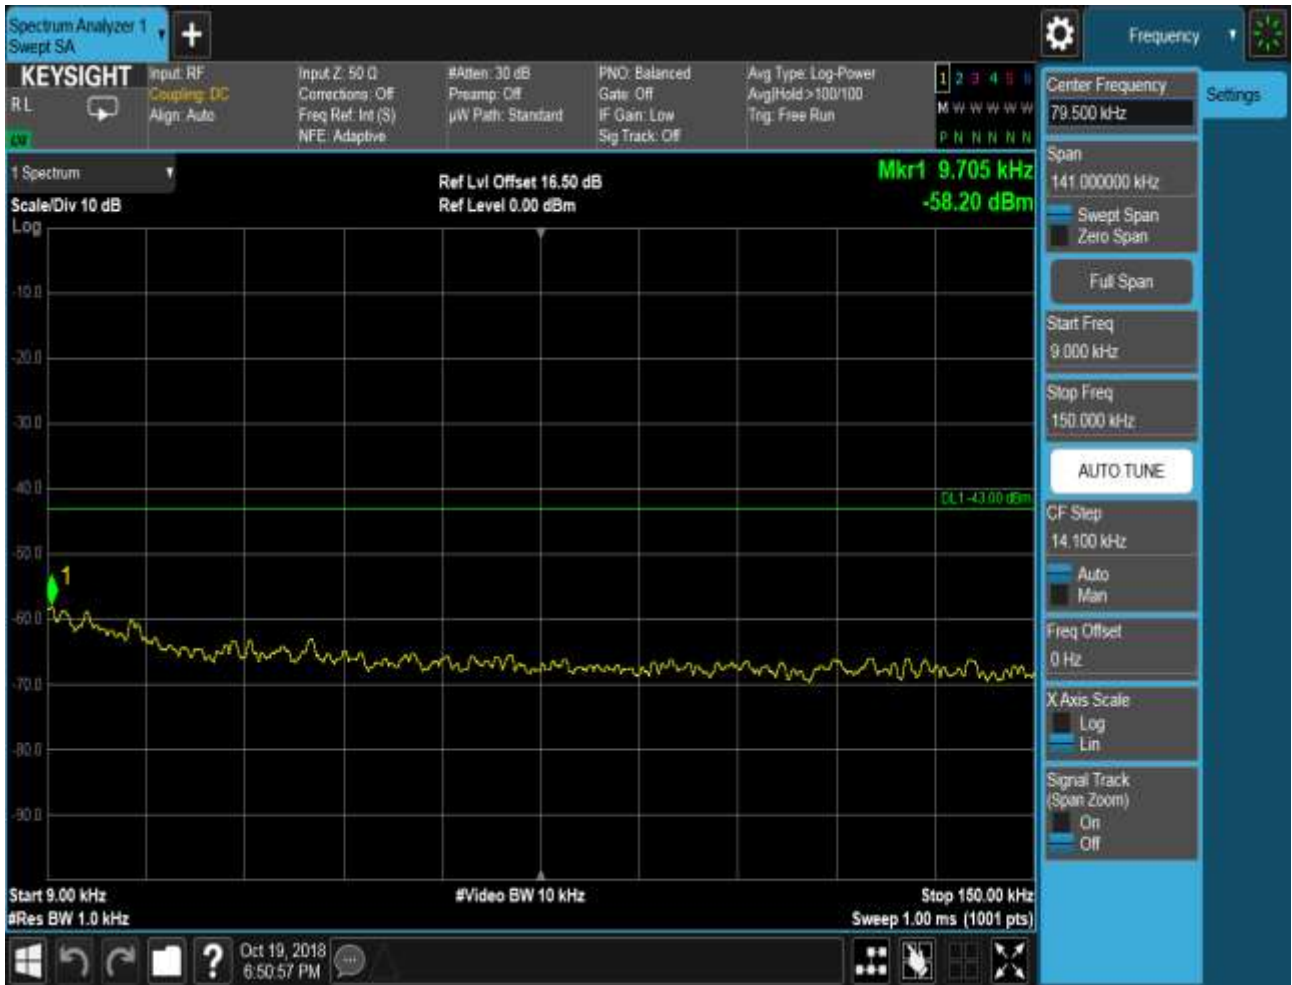 Spectrum Analyzer 1
Swept SA
+
Frequency
KEYSIGHT
R L
Input: RF
Coupling: DC
Align: Auto
Input Z: 50 Ω
Corrections: Off
Freq Ref: Int (S)
NFE: Adaptive
#Atten: 30 dB
Preamp: Off
µW Path: Standard
PNO: Balanced
Gate: Off
IF Gain: Low
Sig Track: Off
Avg Type: Log-Power
Avg|Hold:>100/100
Trig: Free Run
1 2 3 4 5 6
M W W W W W
P N N N N N
1 Spectrum
Scale/Div 10 dB
Log
Ref Lvl Offset 16.50 dB
Ref Level 0.00 dBm
Mkr1 9.705 kHz
-58.20 dBm
-10.0
-20.0
-30.0
-40.0
DL1 -43.00 dBm
-50.0
1
-60.0
-70.0
-80.0
-90.0
Start 9.00 kHz
#Video BW 10 kHz
Stop 150.00 kHz
#Res BW 1.0 kHz
Sweep 1.00 ms (1001 pts)
?
Oct 19, 2018
6:50:57 PM
Center Frequency
79.500 kHz
Settings
Span
141.000000 kHz
Swept Span
Zero Span
Full Span
Start Freq
9.000 kHz
Stop Freq
150.000 kHz
AUTO TUNE
CF Step
14.100 kHz
Auto
Man
Freq Offset
0 Hz
X Axis Scale
Log
Lin
Signal Track
(Span Zoom)
On
Off